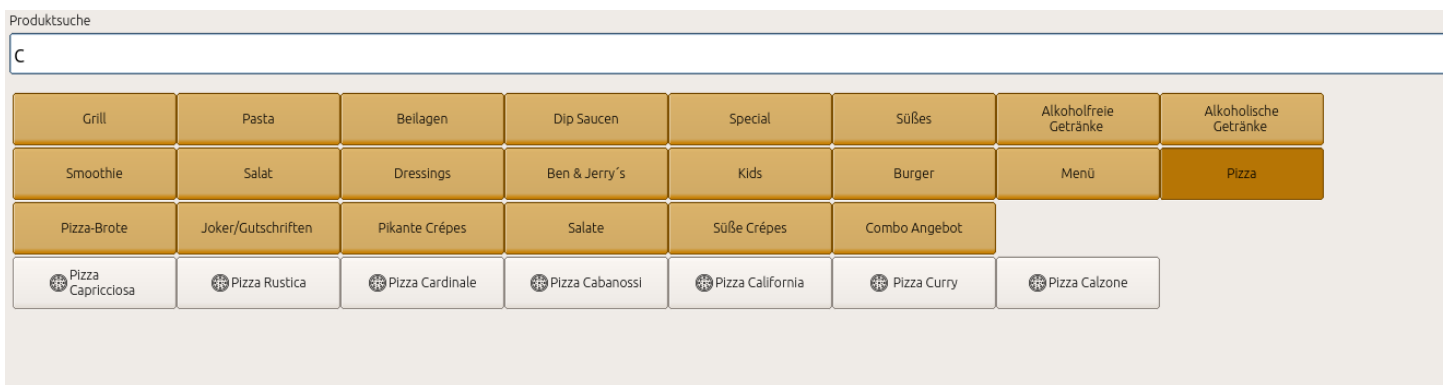 Produktsuche
C
Grill Pasta Beilagen Dip Saucen Special Süßes Alkoholfreie Getränke Alkoholische Getränke
Smoothie Salat Dressings Ben & Jerry´s Kids Burger Menü Pizza
Pizza-Brote Joker/Gutschriften Pikante Crépes Salate Süße Crépes Combo Angebot
Pizza Capricciosa Pizza Rustica Pizza Cardinale Pizza Cabanossi Pizza California Pizza Curry Pizza Calzone